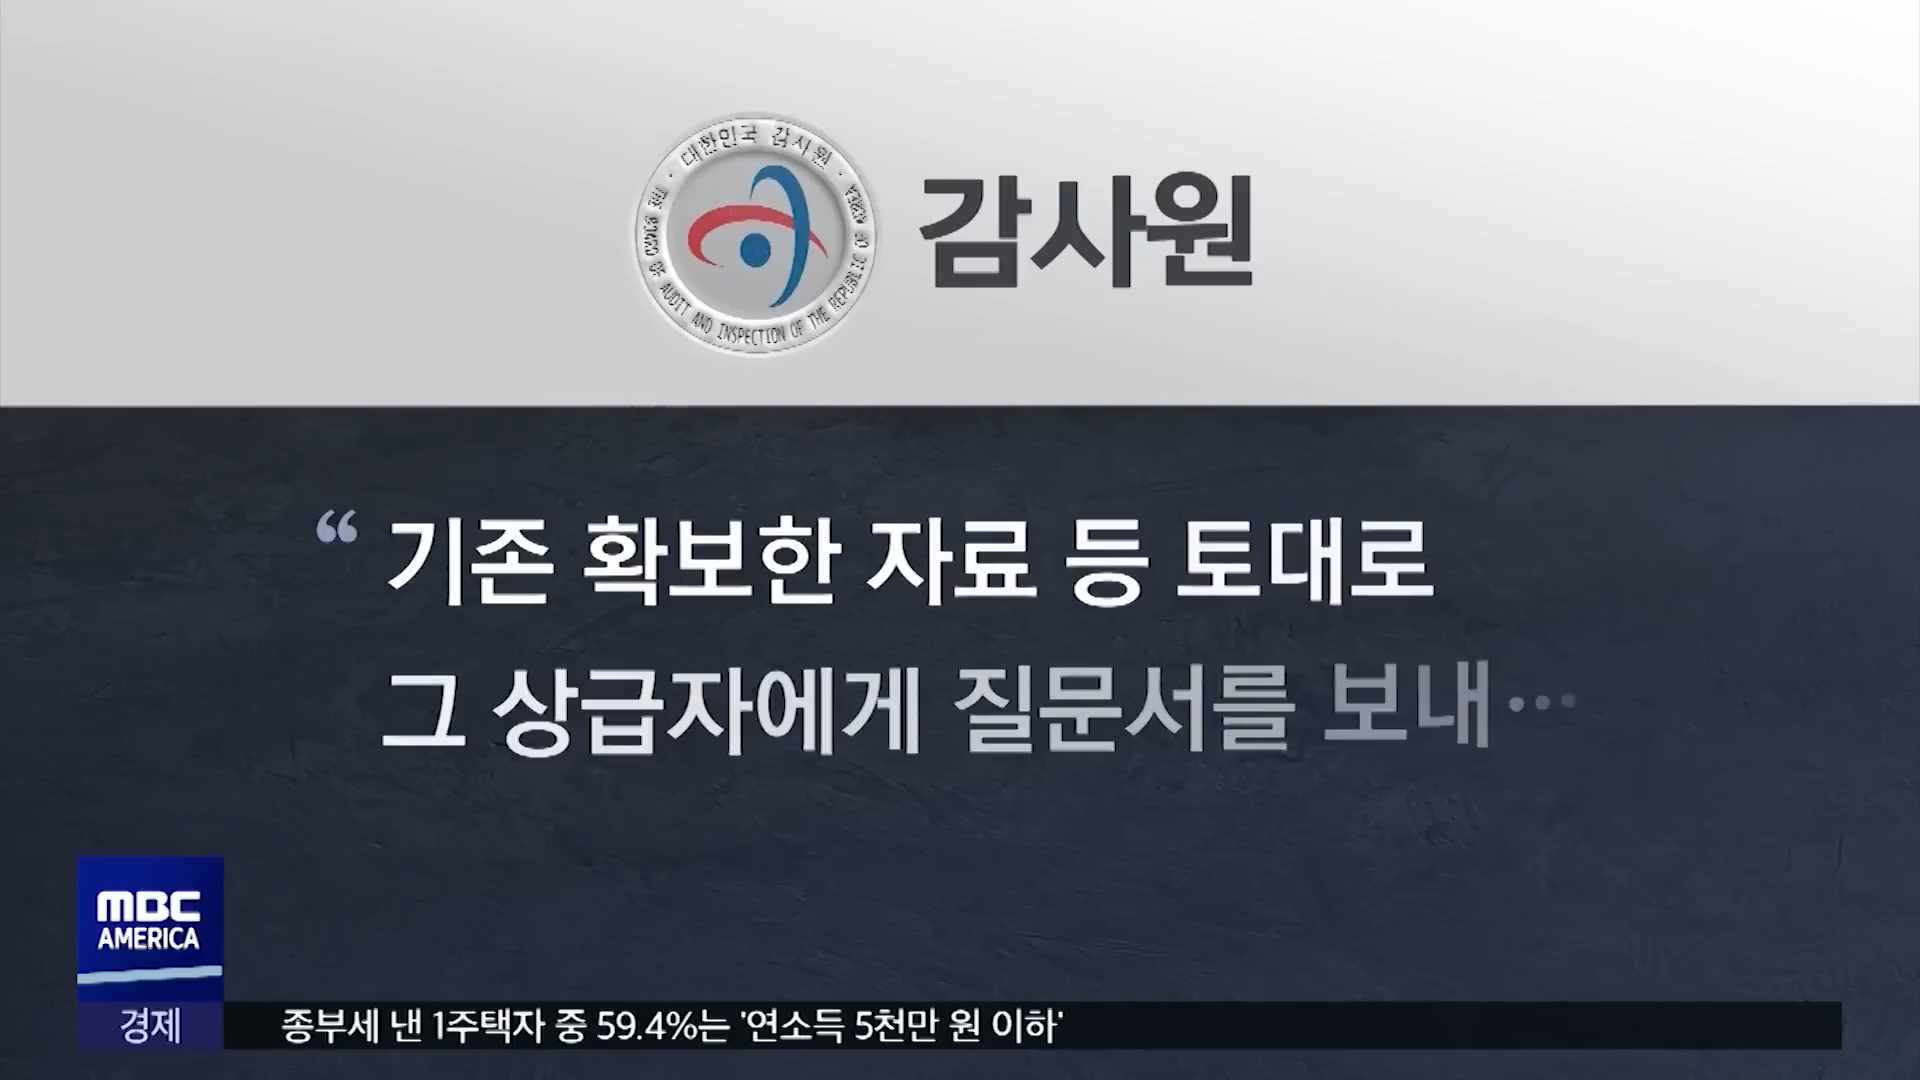 대한민국 감사원
THE BOARD OF AUDIT AND INSPECTION OF THE REPUBLIC OF KOREA
감사원
“ 기존 확보한 자료 등 토대로
그 상급자에게 질문서를 보내…
MBC
AMERICA
경제 종부세 낸 1주택자 중 59.4%는 '연소득 5천만 원 이하'